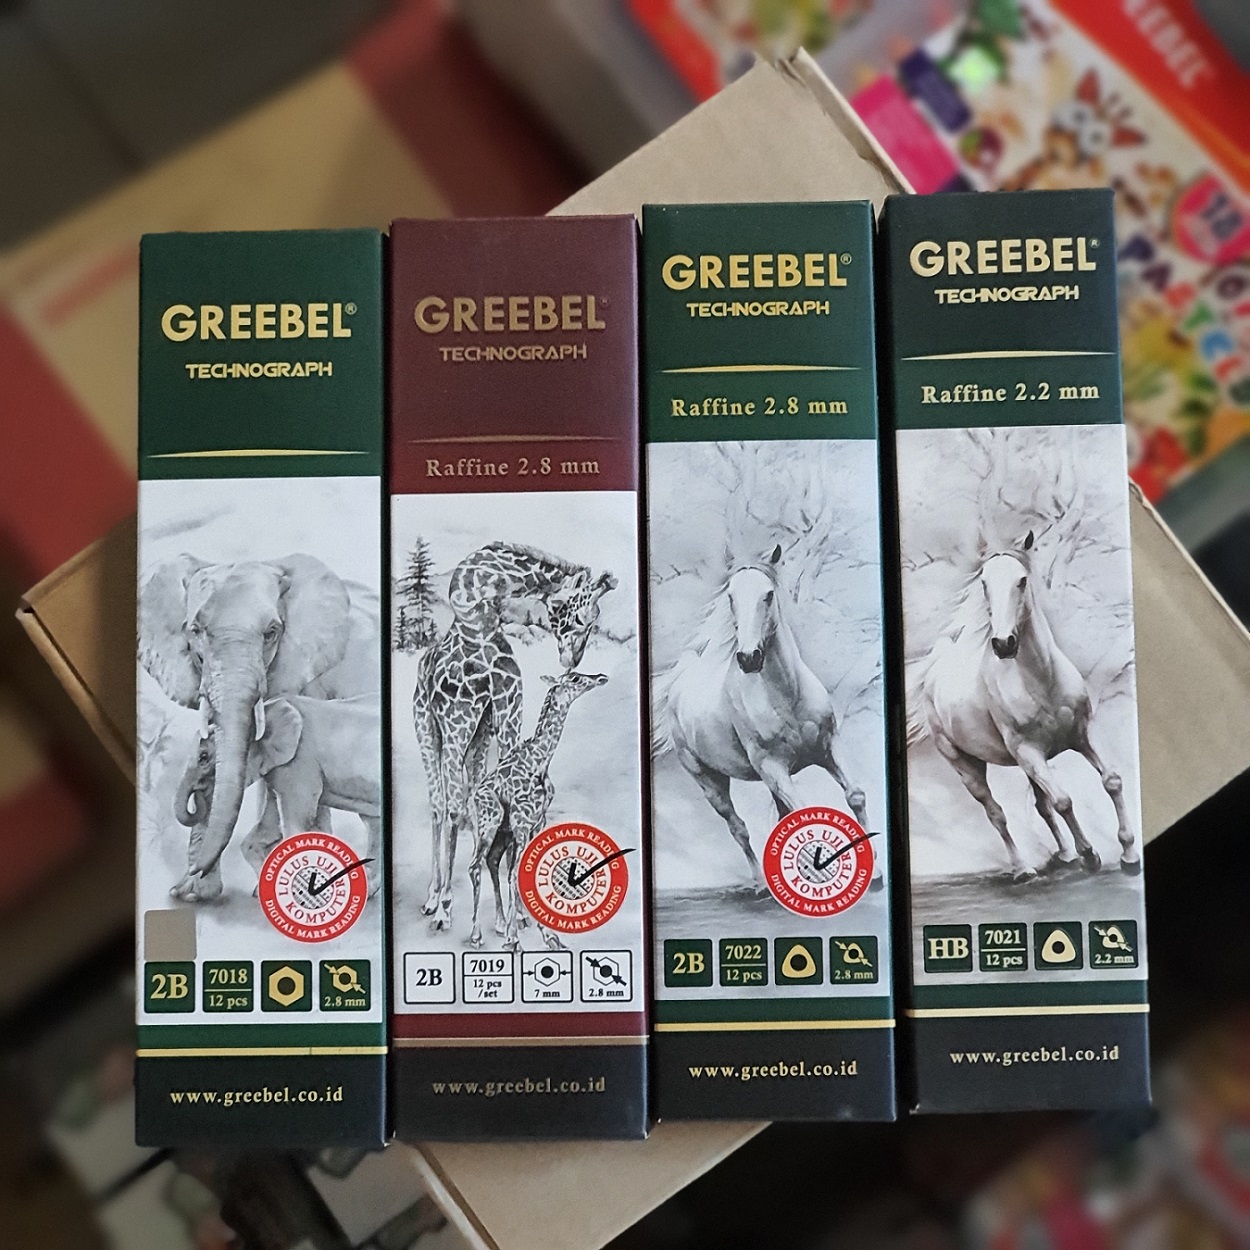 GREEBEL®
TECHNOGRAPH
OPTICAL MARK READING
LULUS UJI
KOMPUTER
DIGITAL MARK READING
2B
7018
12 pcs
2.8 mm
www.greebel.co.id
GREEBEL®
TECHNOGRAPH
Raffine 2.8 mm
OPTICAL MARK READING
LULUS UJI
KOMPUTER
DIGITAL MARK READING
2B
7019
12 pcs
/set
7 mm
2.8 mm
www.greebel.co.id
GREEBEL®
TECHNOGRAPH
Raffine 2.8 mm
OPTICAL MARK READING
LULUS UJI
KOMPUTER
DIGITAL MARK READING
2B
7022
12 pcs
2.8 mm
www.greebel.co.id
GREEBEL®
TECHNOGRAPH
Raffine 2.2 mm
HB
7021
12 pcs
2.2 mm
www.greebel.co.id
12